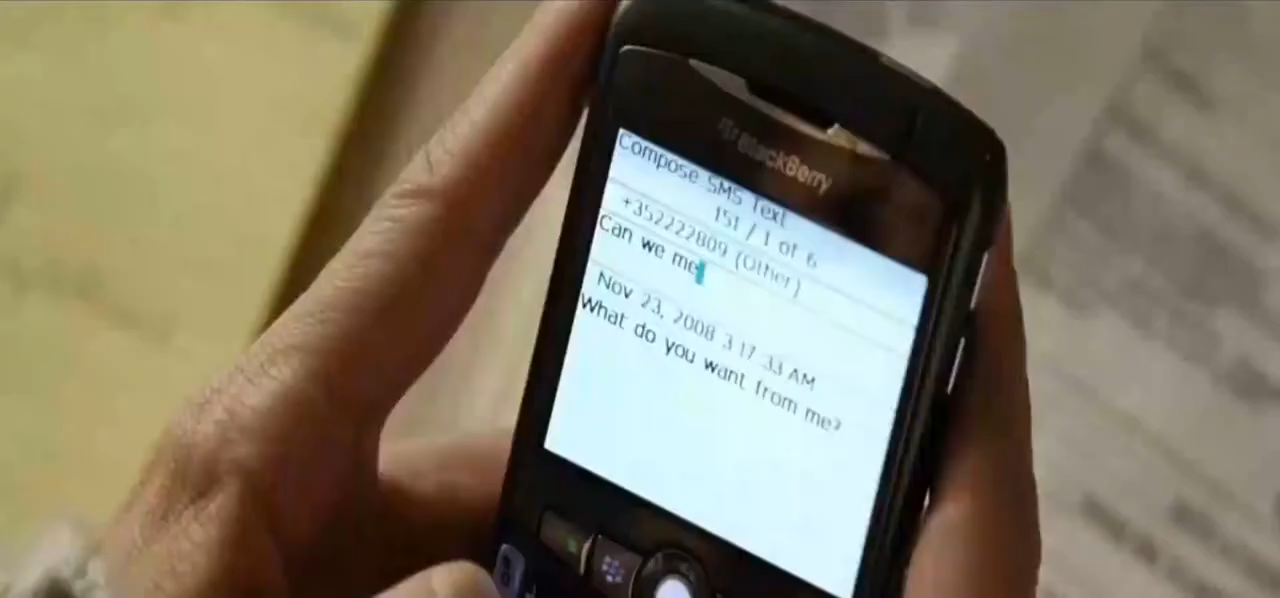 BlackBerry
Compose SMS Text
151 / 1 of 6
+352222809 (Other)
Can we me
Nov 23, 2008 3 17 33 AM
What do you want from me?